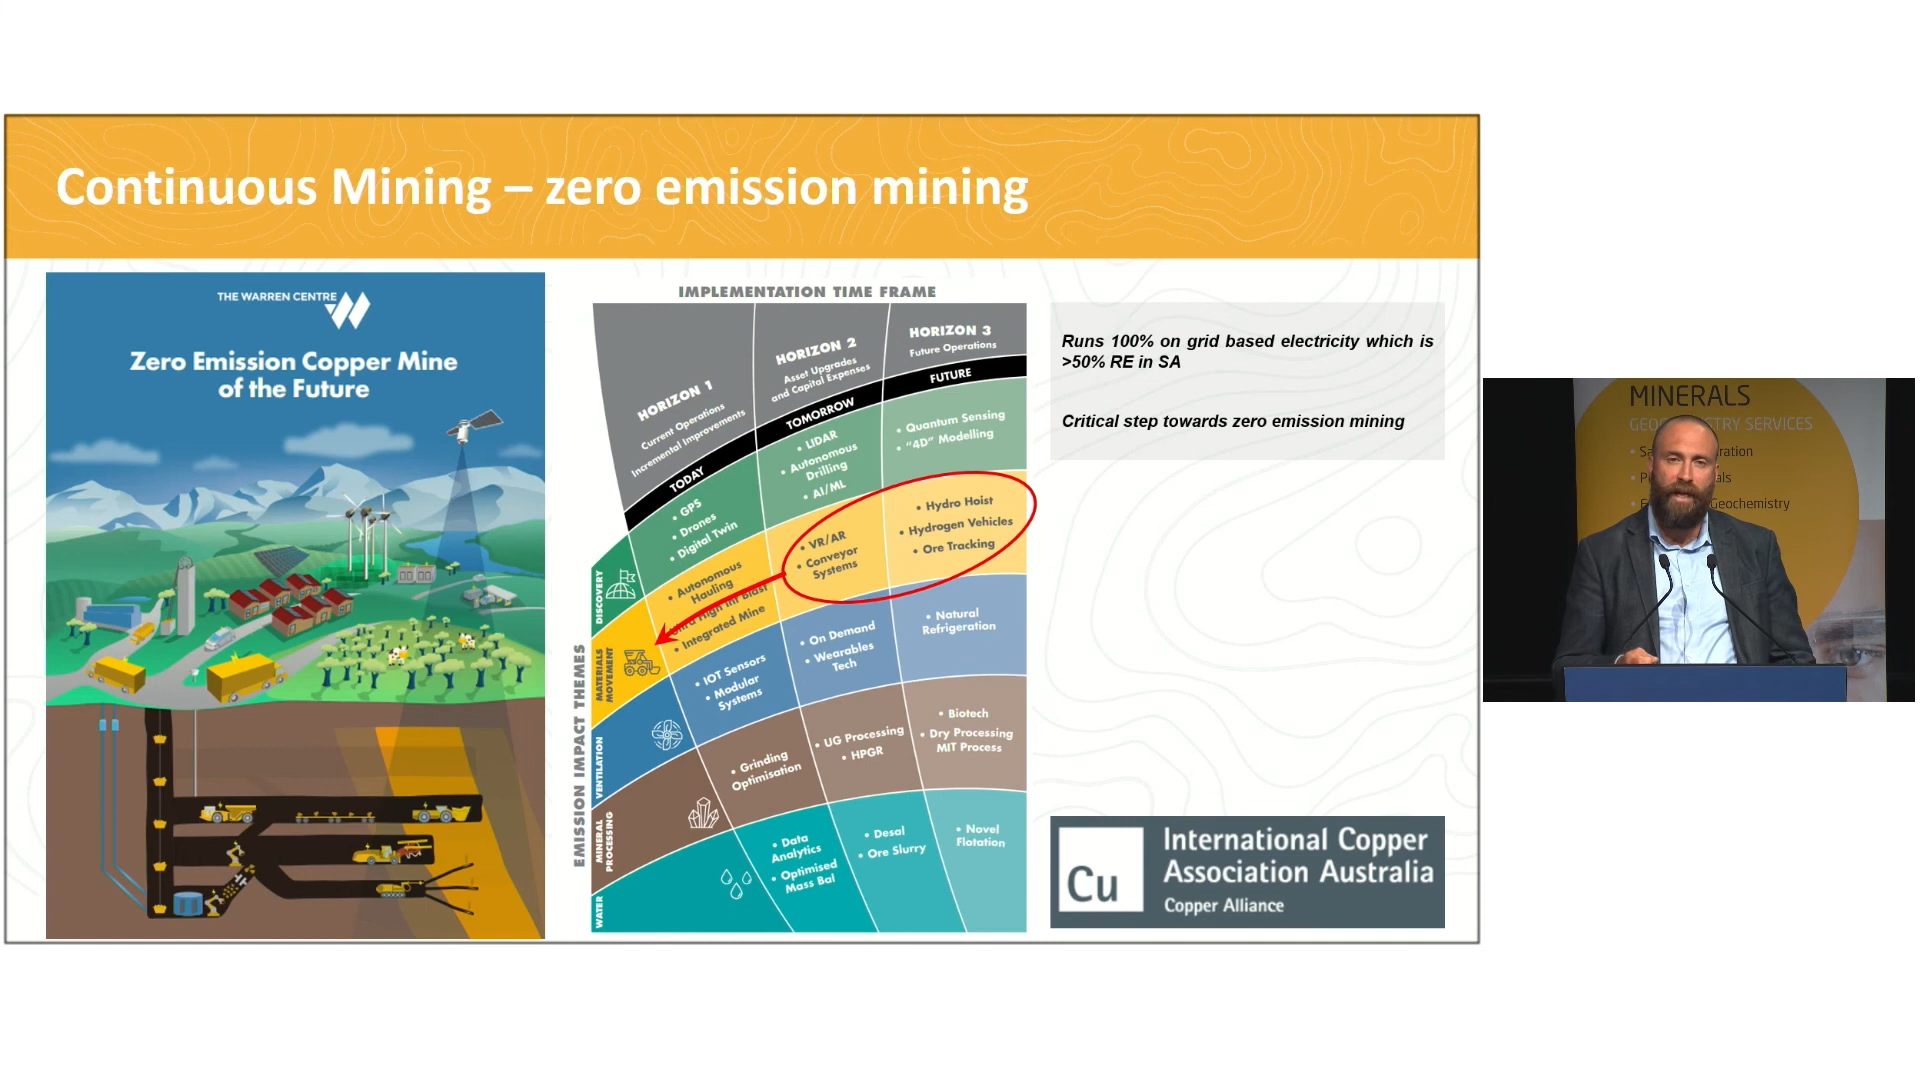 Continuous Mining – zero emission mining
THE WARREN CENTRE
Zero Emission Copper Mine
of the Future
IMPLEMENTATION TIME FRAME
HORIZON 1
Current Operations
Incremental Improvements
HORIZON 2
Asset Upgrades
and Capital Expenses
HORIZON 3
Future Operations
TODAY
TOMORROW
FUTURE
EMISSION IMPACT THEMES
DISCOVERY
• GPS
• Drones
• Digital Twin
• LIDAR
• Autonomous
Drilling
• AI/ML
• Quantum Sensing
• “4D” Modelling
MATERIALS
MOVEMENT
• Autonomous
Hauling
Ultra High Int Blast
• Integrated Mine
• VR/AR
• Conveyor
Systems
• Hydro Hoist
• Hydrogen Vehicles
• Ore Tracking
VENTILATION
• IOT Sensors
• Modular
Systems
• On Demand
• Wearables
Tech
• Natural
Refrigeration
MINERAL
PROCESSING
• Grinding
Optimisation
• UG Processing
• HPGR
• Biotech
• Dry Processing
MIT Process
WATER
• Data
Analytics
• Optimised
Mass Bal
• Desal
• Ore Slurry
• Novel
Flotation
Runs 100% on grid based electricity which is
>50% RE in SA
Critical step towards zero emission mining
Cu
International Copper
Association Australia
Copper Alliance
MINERALS
SERVICES
Geochemistry